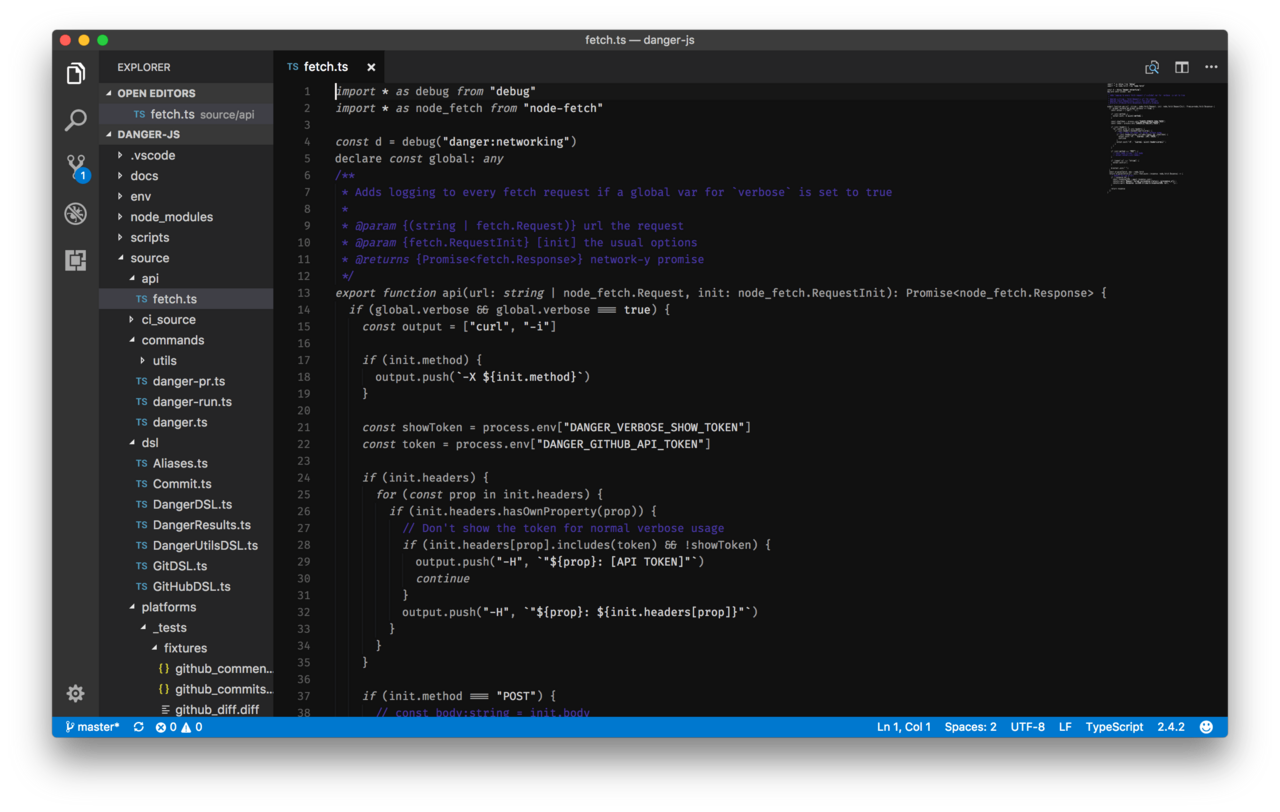 fetch.ts — danger-js
EXPLORER
OPEN EDITORS
TS fetch.ts source/api
DANGER-JS
.vscode
docs
env
node_modules
scripts
source
api
TS fetch.ts
ci_source
commands
utils
TS danger-pr.ts
TS danger-run.ts
TS danger.ts
dsl
TS Aliases.ts
TS Commit.ts
TS DangerDSL.ts
TS DangerResults.ts
TS DangerUtilsDSL.ts
TS GitDSL.ts
TS GitHubDSL.ts
platforms
_tests
fixtures
{} github_commen...
{} github_commits...
github_diff.diff
1
TS fetch.ts ×
1 import * as debug from "debug"
2 import * as node_fetch from "node-fetch"
3
4 const d = debug("danger:networking")
5 declare const global: any
6 /**
7 * Adds logging to every fetch request if a global var for `verbose` is set to true
8 *
9 * @param {(string | fetch.Request)} url the request
10 * @param {fetch.RequestInit} [init] the usual options
11 * @returns {Promise<fetch.Response>} network-y promise
12 */
13 export function api(url: string | node_fetch.Request, init: node_fetch.RequestInit): Promise<node_fetch.Response> {
14 if (global.verbose && global.verbose === true) {
15 const output = ["curl", "-i"]
16
17 if (init.method) {
18 output.push(`-X ${init.method}`)
19 }
20
21 const showToken = process.env["DANGER_VERBOSE_SHOW_TOKEN"]
22 const token = process.env["DANGER_GITHUB_API_TOKEN"]
23
24 if (init.headers) {
25 for (const prop in init.headers) {
26 if (init.headers.hasOwnProperty(prop)) {
27 // Don't show the token for normal verbose usage
28 if (init.headers[prop].includes(token) && !showToken) {
29 output.push("-H", `"${prop}: [API TOKEN]"`)
30 continue
31 }
32 output.push("-H", `"${prop}: ${init.headers[prop]}"`)
33 }
34 }
35 }
36
37 if (init.method === "POST") {
38 // const body:string = init.body
master* 0 0 Ln 1, Col 1 Spaces: 2 UTF-8 LF TypeScript 2.4.2